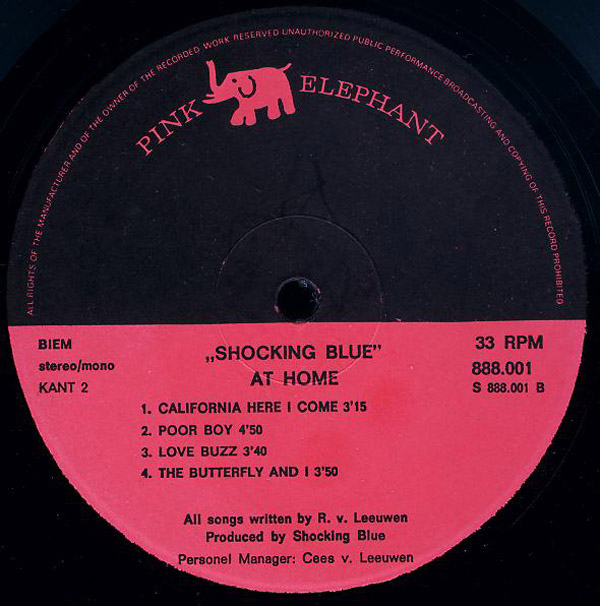 ALL RIGHTS OF THE MANUFACTURER AND OF THE OWNER OF THE RECORDED WORK RESERVED UNAUTHORIZED PUBLIC PERFORMANCE BROADCASTING AND COPYING OF THIS RECORD PROHIBITED
PINK ELEPHANT
BIEM
stereo/mono
KANT 2
„SHOCKING BLUE”
AT HOME
33 RPM
888.001
S 888.001 B
1. CALIFORNIA HERE I COME 3'15
2. POOR BOY 4'50
3. LOVE BUZZ 3'40
4. THE BUTTERFLY AND I 3'50
All songs written by R. v. Leeuwen
Produced by Shocking Blue
Personel Manager: Cees v. Leeuwen